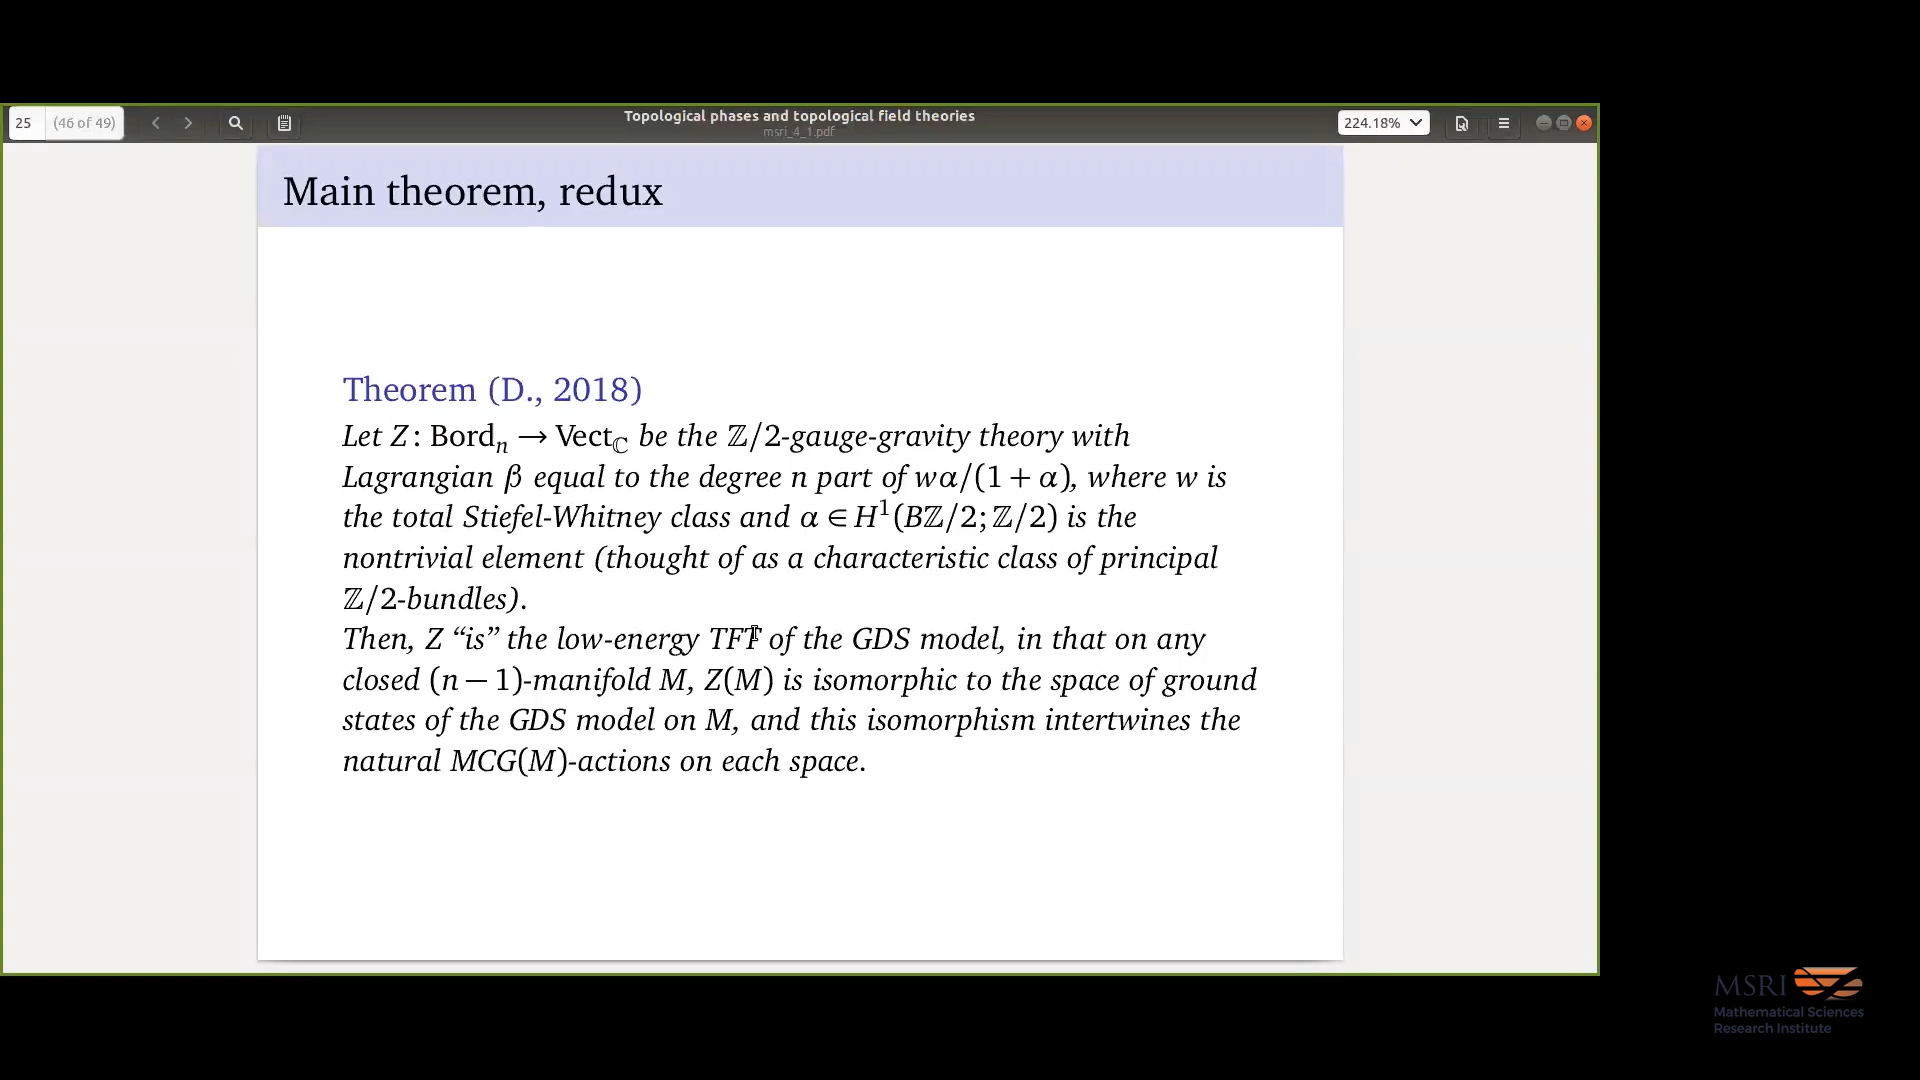 25 (46 of 49)
Topological phases and topological field theories
msri_4_1.pdf
224.18%
Main theorem, redux
Theorem (D., 2018)
Let Z: Bordₙ → Vect_ℂ be the ℤ/2-gauge-gravity theory with
Lagrangian β equal to the degree n part of wα/(1 + α), where w is
the total Stiefel-Whitney class and α ∈ H¹(Bℤ/2; ℤ/2) is the
nontrivial element (thought of as a characteristic class of principal
ℤ/2-bundles).
Then, Z “is” the low-energy TFT of the GDS model, in that on any
closed (n − 1)-manifold M, Z(M) is isomorphic to the space of ground
states of the GDS model on M, and this isomorphism intertwines the
natural MCG(M)-actions on each space.
MSRI
Mathematical Sciences
Research Institute